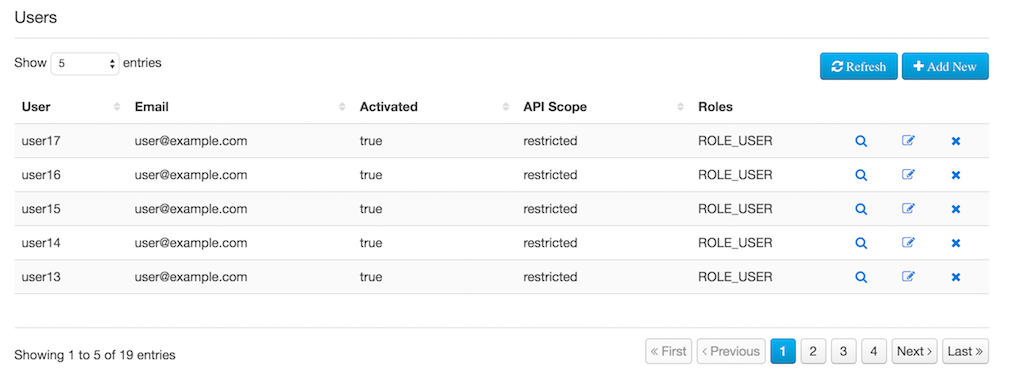 Users
Show 5 entries Refresh Add New
User Email Activated API Scope Roles
user17 user@example.com true restricted ROLE_USER
user16 user@example.com true restricted ROLE_USER
user15 user@example.com true restricted ROLE_USER
user14 user@example.com true restricted ROLE_USER
user13 user@example.com true restricted ROLE_USER
Showing 1 to 5 of 19 entries « First ‹ Previous 1 2 3 4 Next › Last »